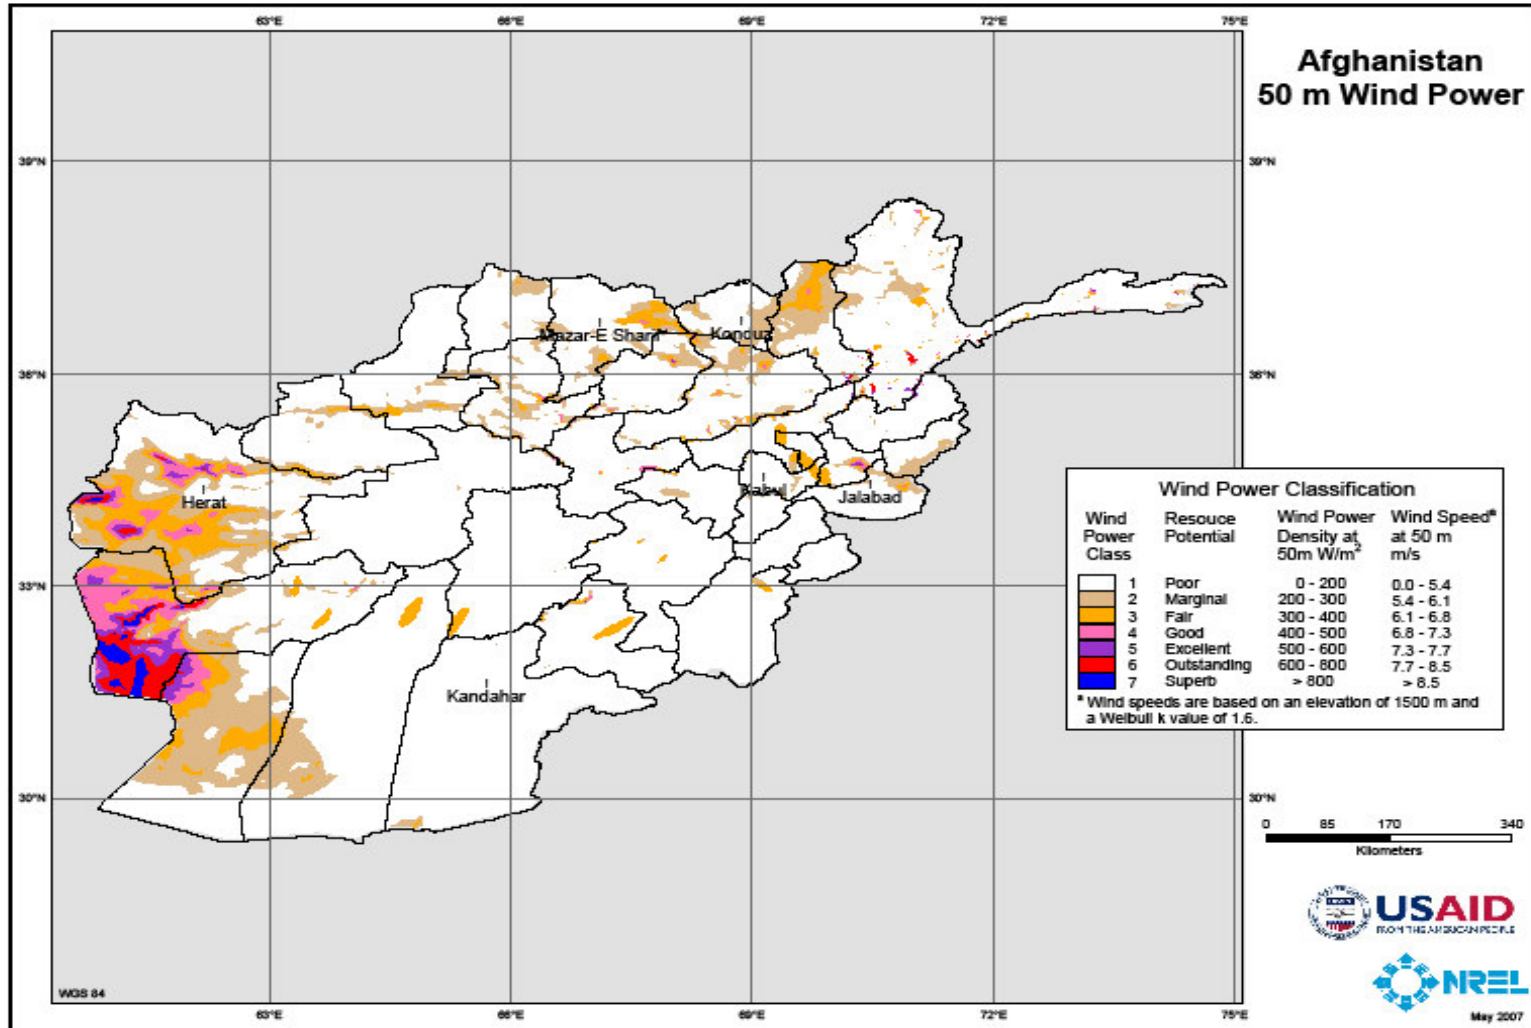 Afghanistan
50 m Wind Power
63°E 66°E 69°E 72°E 75°E
39°N 39°N
36°N 36°N
33°N
30°N 30°N
Mazar-E Sharif
Konduz
Herat
Kabul
Jalabad
Kandahar
Wind Power Classification
Wind Power Class Resouce Potential Wind Power Density at 50m W/m² Wind Speedª at 50 m m/s
1 Poor 0 - 200 0.0 - 5.4
2 Marginal 200 - 300 5.4 - 6.1
3 Fair 300 - 400 6.1 - 6.8
4 Good 400 - 500 6.8 - 7.3
5 Excellent 500 - 600 7.3 - 7.7
6 Outstanding 600 - 800 7.7 - 8.5
7 Superb > 800 > 8.5
ª Wind speeds are based on an elevation of 1500 m and
a Weibull k value of 1.6.
0 85 170 340
Kilometers
USAID
FROM THE AMERICAN PEOPLE
NREL
WGS 84
63°E 66°E 69°E 72°E 75°E
May 2007